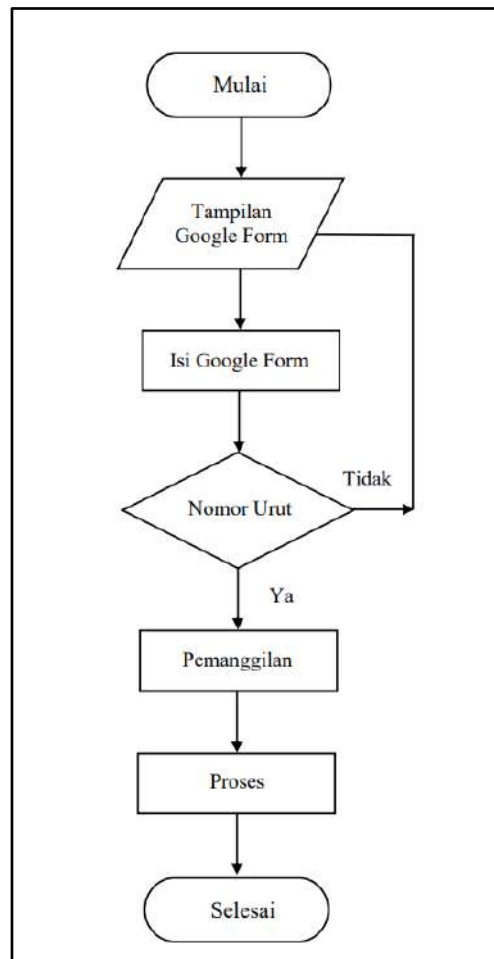 Mulai
Tampilan
Google Form
Isi Google Form
Tidak
Nomor Urut
Ya
Pemanggilan
Proses
Selesai